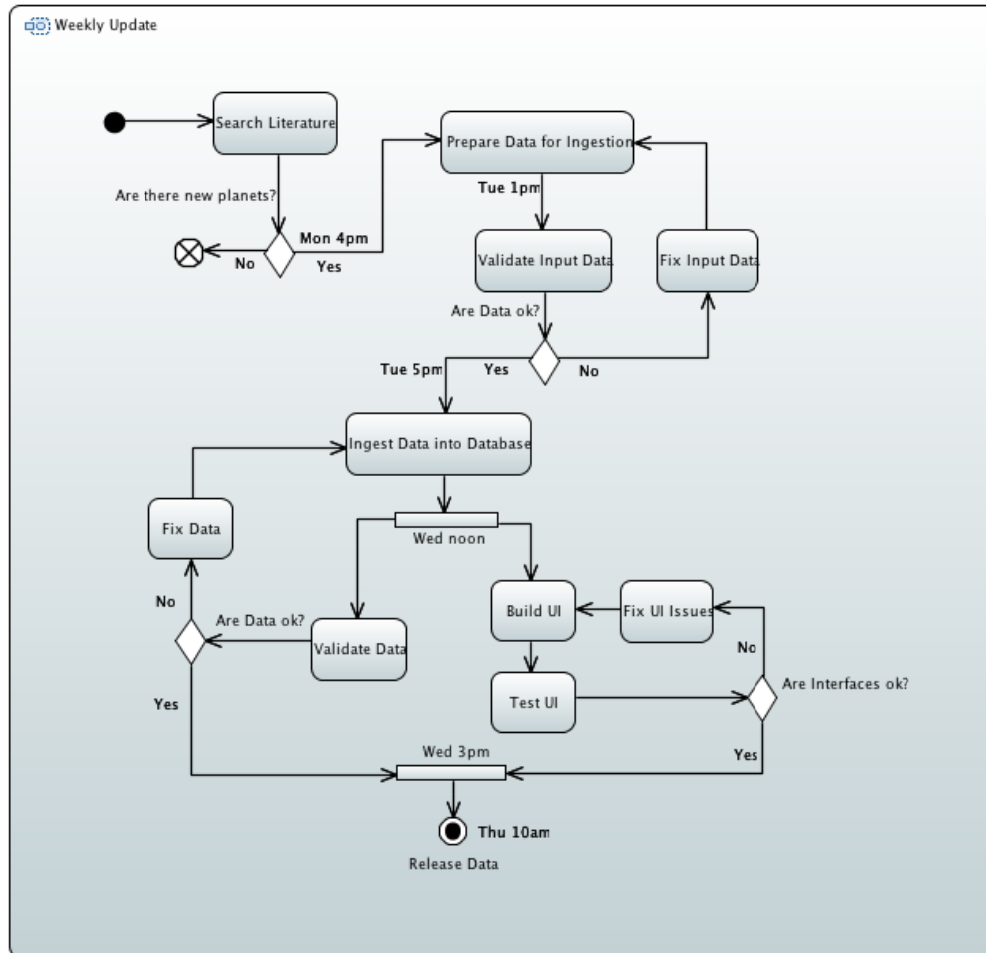 Weekly Update
Search Literature
Prepare Data for Ingestion
Are there new planets?
Tue 1pm
Mon 4pm
No
Yes
Validate Input Data
Fix Input Data
Are Data ok?
Tue 5pm
Yes
No
Ingest Data into Database
Fix Data
Wed noon
No
Are Data ok?
Validate Data
Build UI
Fix UI Issues
No
Yes
Test UI
Are Interfaces ok?
Yes
Wed 3pm
Thu 10am
Release Data